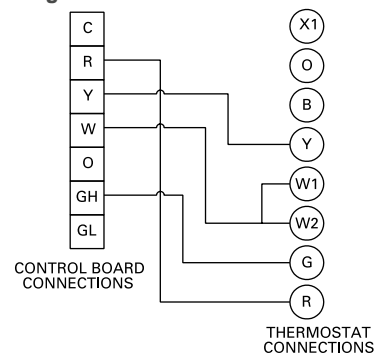 C
R
Y
W
O
GH
GL
CONTROL BOARD
CONNECTIONS
X1
O
B
Y
W1
W2
G
R
THERMOSTAT
CONNECTIONS